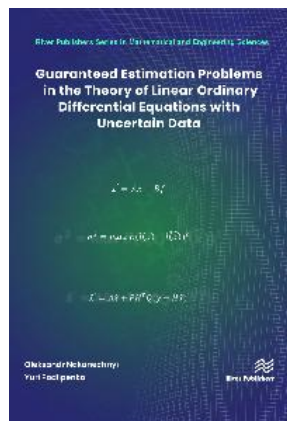 River Publishers Series in Mathematical and Engineering Sciences
Guaranteed Estimation Problems
in the Theory of Linear Ordinary
Differential Equations with
Uncertain Data
Oleksandr Nakonechnyi
Yuri Podlipenko
River Publishers